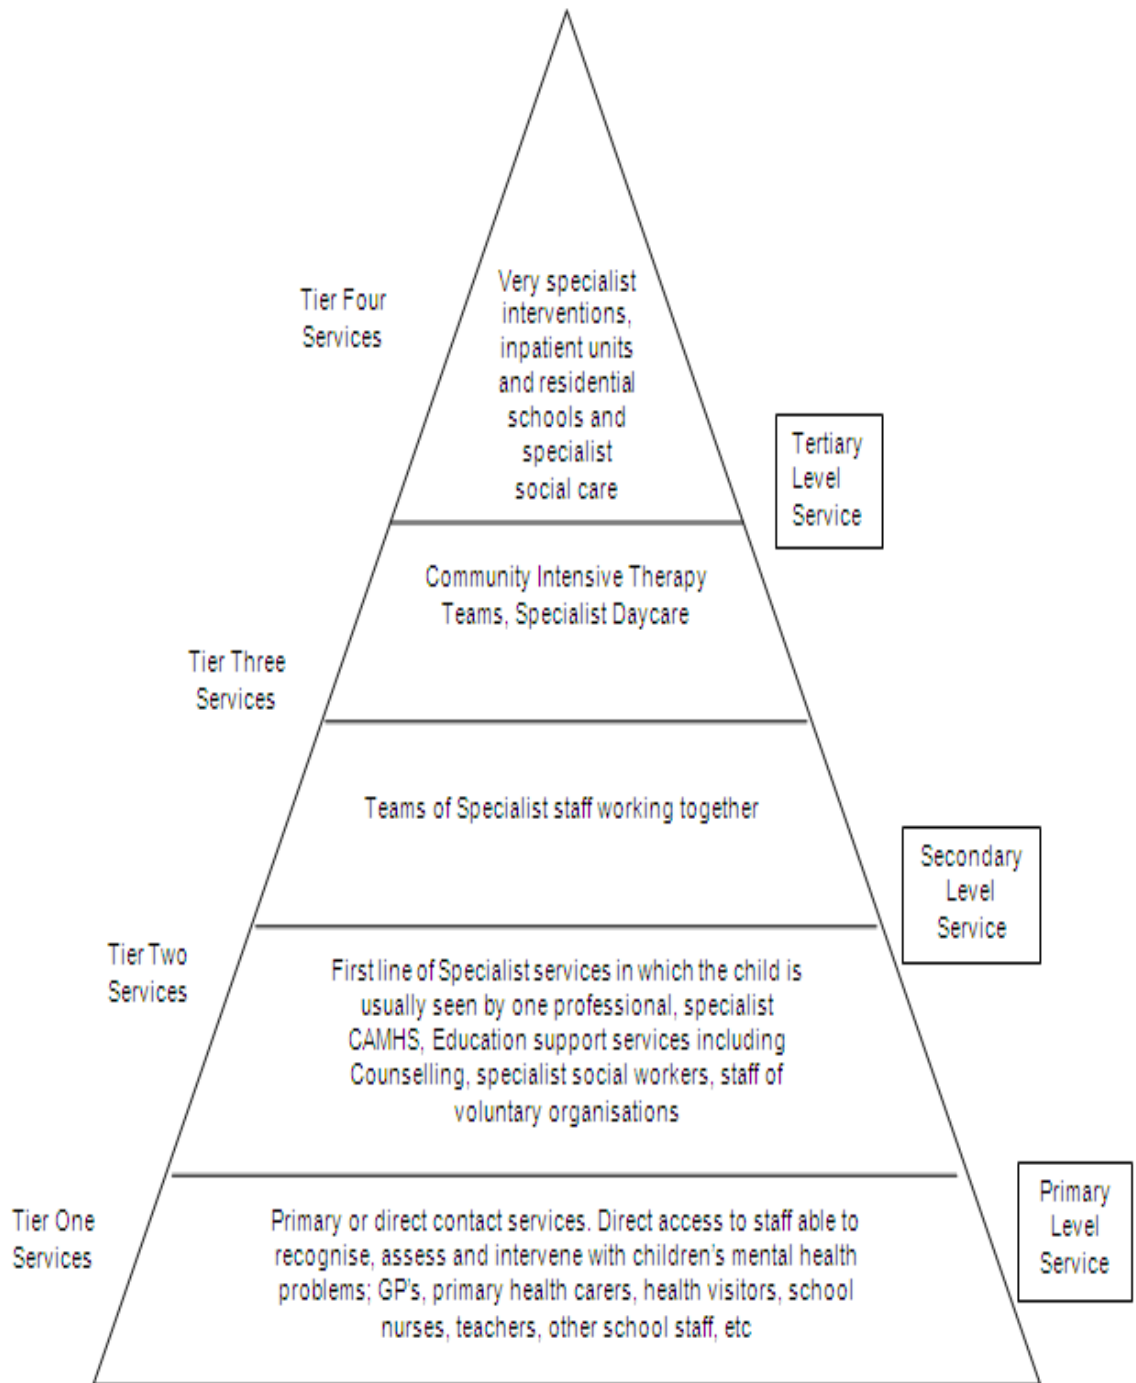 Tier Four
Services
Very specialist
interventions,
inpatient units
and residential
schools and
specialist
social care
Tertiary
Level
Service
Community Intensive Therapy
Teams, Specialist Daycare
Tier Three
Services
Teams of Specialist staff working together
Secondary
Level
Service
Tier Two
Services
First line of Specialist services in which the child is
usually seen by one professional, specialist
CAMHS, Education support services including
Counselling, specialist social workers, staff of
voluntary organisations
Primary
Level
Service
Tier One
Services
Primary or direct contact services. Direct access to staff able to
recognise, assess and intervene with children's mental health
problems; GP's, primary health carers, health visitors, school
nurses, teachers, other school staff, etc